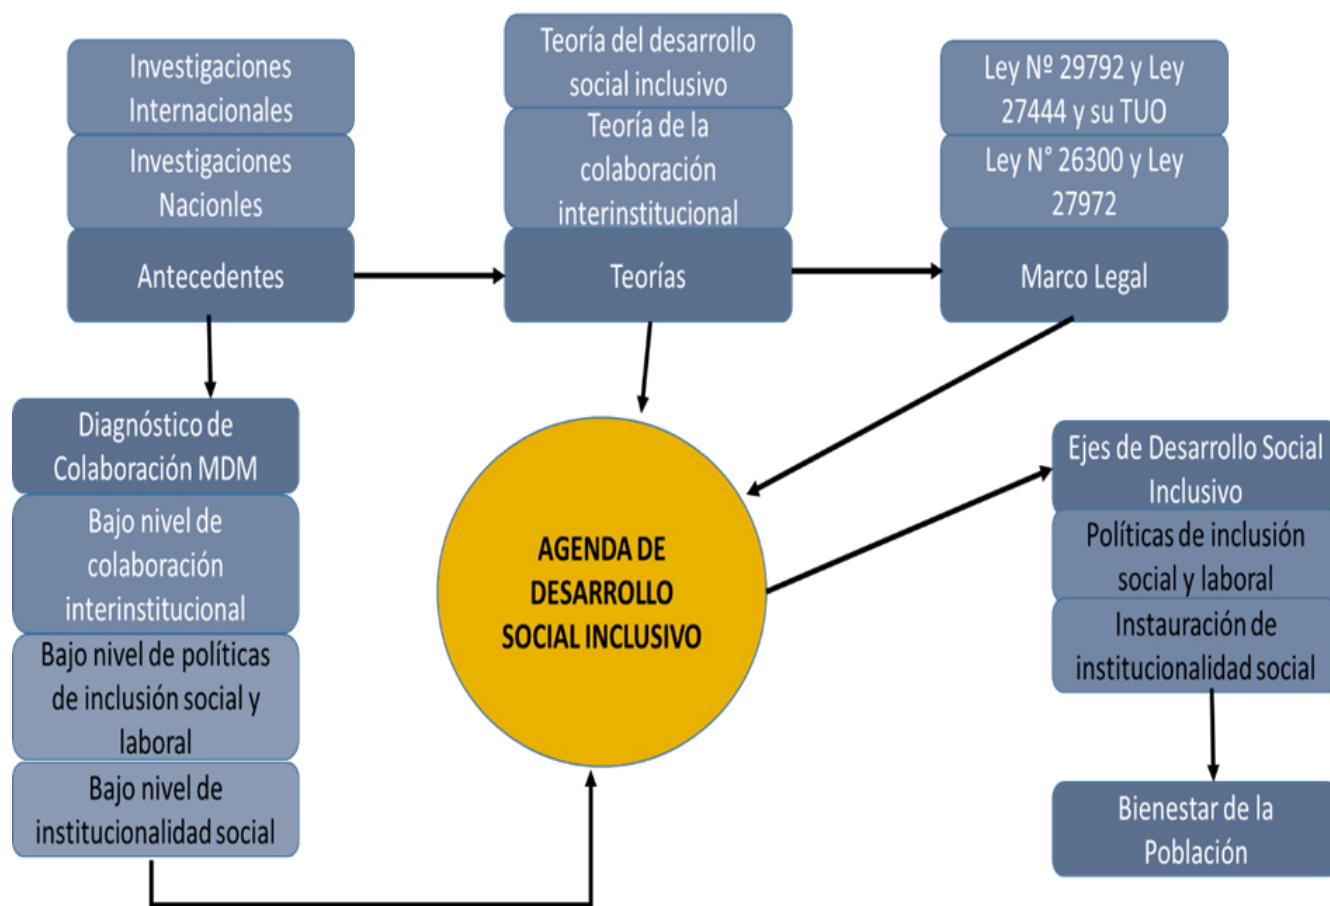 Investigaciones
Internacionales
Investigaciones
Nacionles
Antecedentes
Teoría del desarrollo
social inclusivo
Teoría de la
colaboración
interinstitucional
Teorías
Ley Nº 29792 y Ley
27444 y su TUO
Ley N° 26300 y Ley
27972
Marco Legal
Diagnóstico de
Colaboración MDM
Bajo nivel de
colaboración
interinstitucional
Bajo nivel de políticas
de inclusión social y
laboral
Bajo nivel de
institucionalidad social
AGENDA DE
DESARROLLO
SOCIAL INCLUSIVO
Ejes de Desarrollo Social
Inclusivo
Políticas de inclusión
social y laboral
Instauración de
institucionalidad social
Bienestar de la
Población